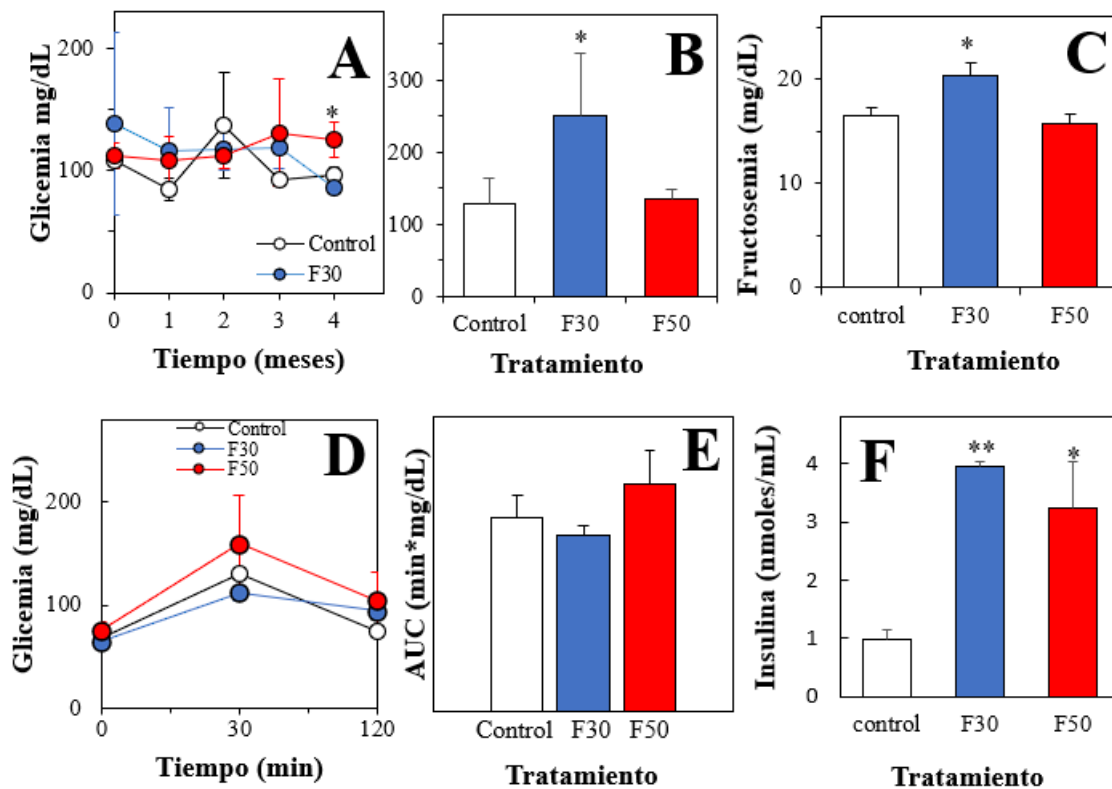 A
Glicemia mg/dL
200
100
0
0 1 2 3 4
*
Control
F30
Tiempo (meses)
B
300
200
100
0
*
Control F30 F50
Tratamiento
C
Fructosemia (mg/dL)
20
10
0
*
control F30 F50
Tratamiento
D
Control
F30
F50
Glicemia (mg/dL)
200
100
0
0 30 120
Tiempo (min)
E
AUC (min*mg/dL)
Control F30 F50
Tratamiento
F
Insulina (nmoles/mL)
4
3
2
1
0
**
*
control F30 F50
Tratamiento